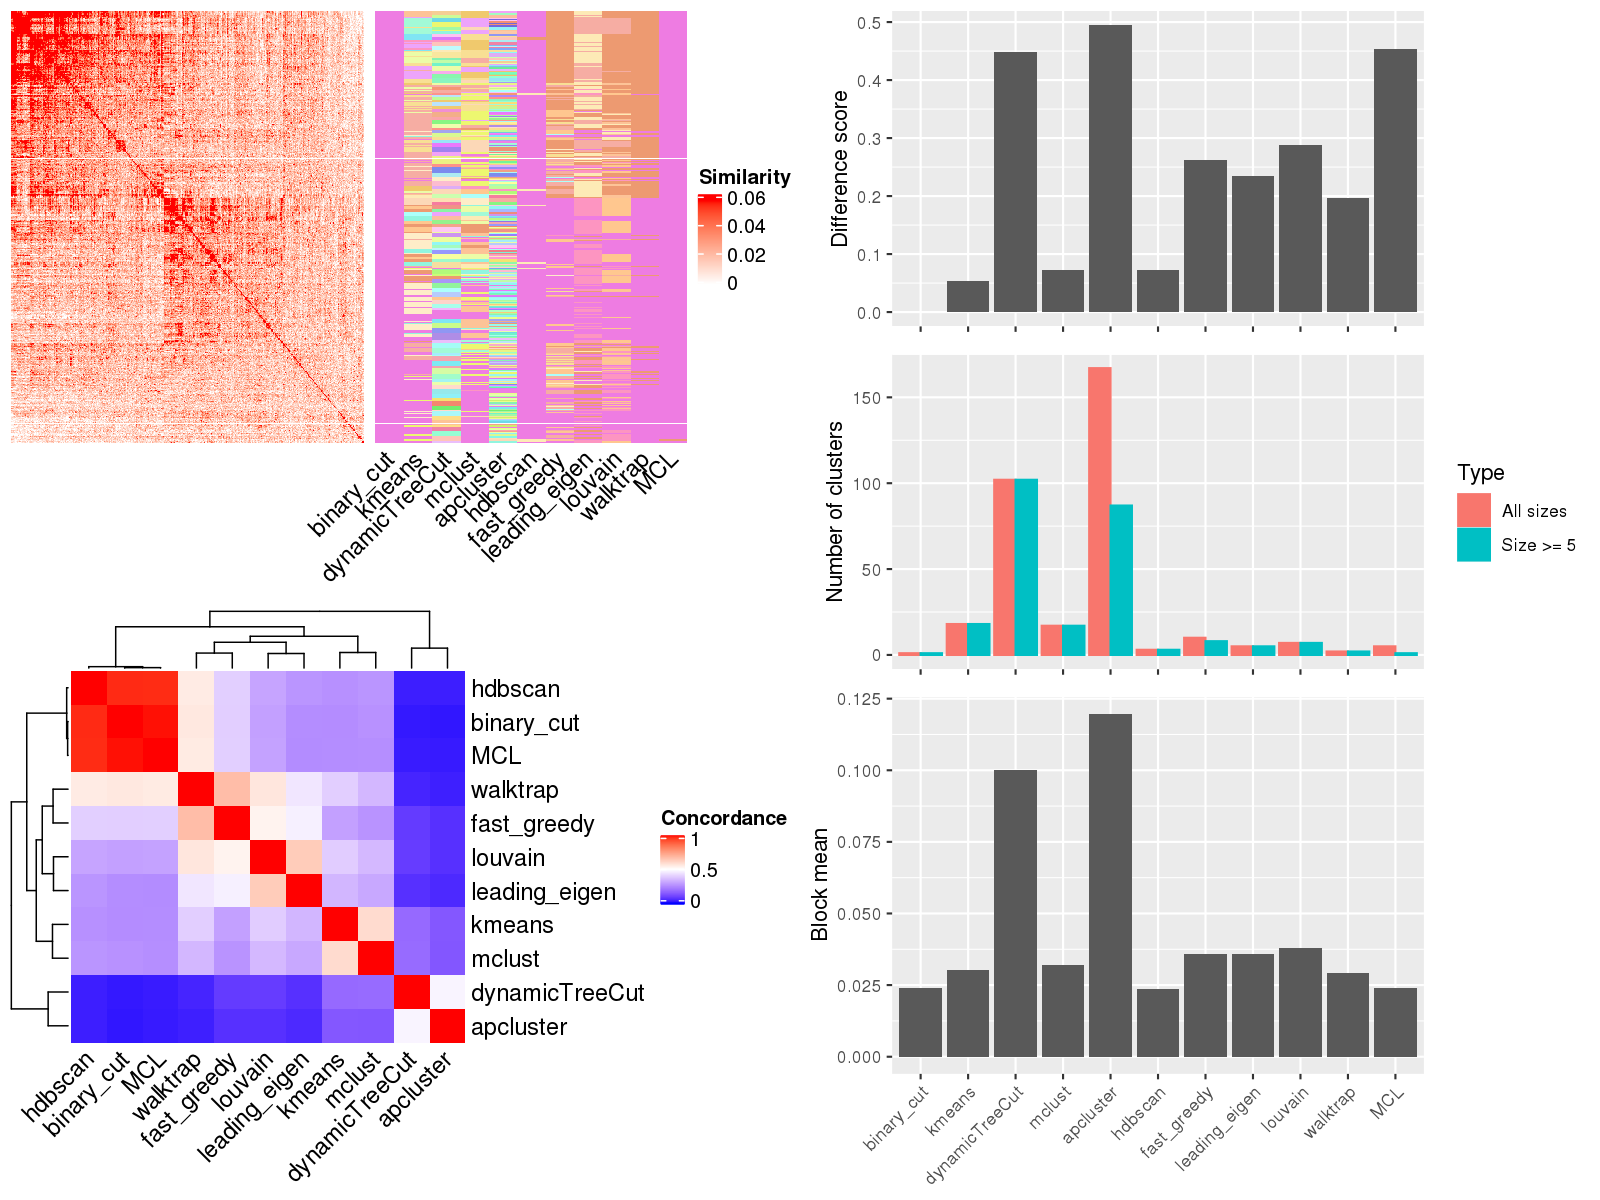 Similarity
0.06
0.04
0.02
0
binary_cut
kmeans
dynamicTreeCut
mclust
apcluster
hdbscan
fast_greedy
leading_eigen
louvain
walktrap
MCL
hdbscan
binary_cut
MCL
walktrap
fast_greedy
louvain
leading_eigen
kmeans
mclust
dynamicTreeCut
apcluster
hdbscan
binary_cut
MCL
walktrap
fast_greedy
louvain
leading_eigen
kmeans
mclust
dynamicTreeCut
apcluster
Concordance
1
0.5
0
Difference score
0.5
0.4
0.3
0.2
0.1
0.0
Number of clusters
150
100
50
0
Type
All sizes
Size >= 5
Block mean
0.125
0.100
0.075
0.050
0.025
0.000
binary_cut
kmeans
dynamicTreeCut
mclust
apcluster
hdbscan
fast_greedy
leading_eigen
louvain
walktrap
MCL